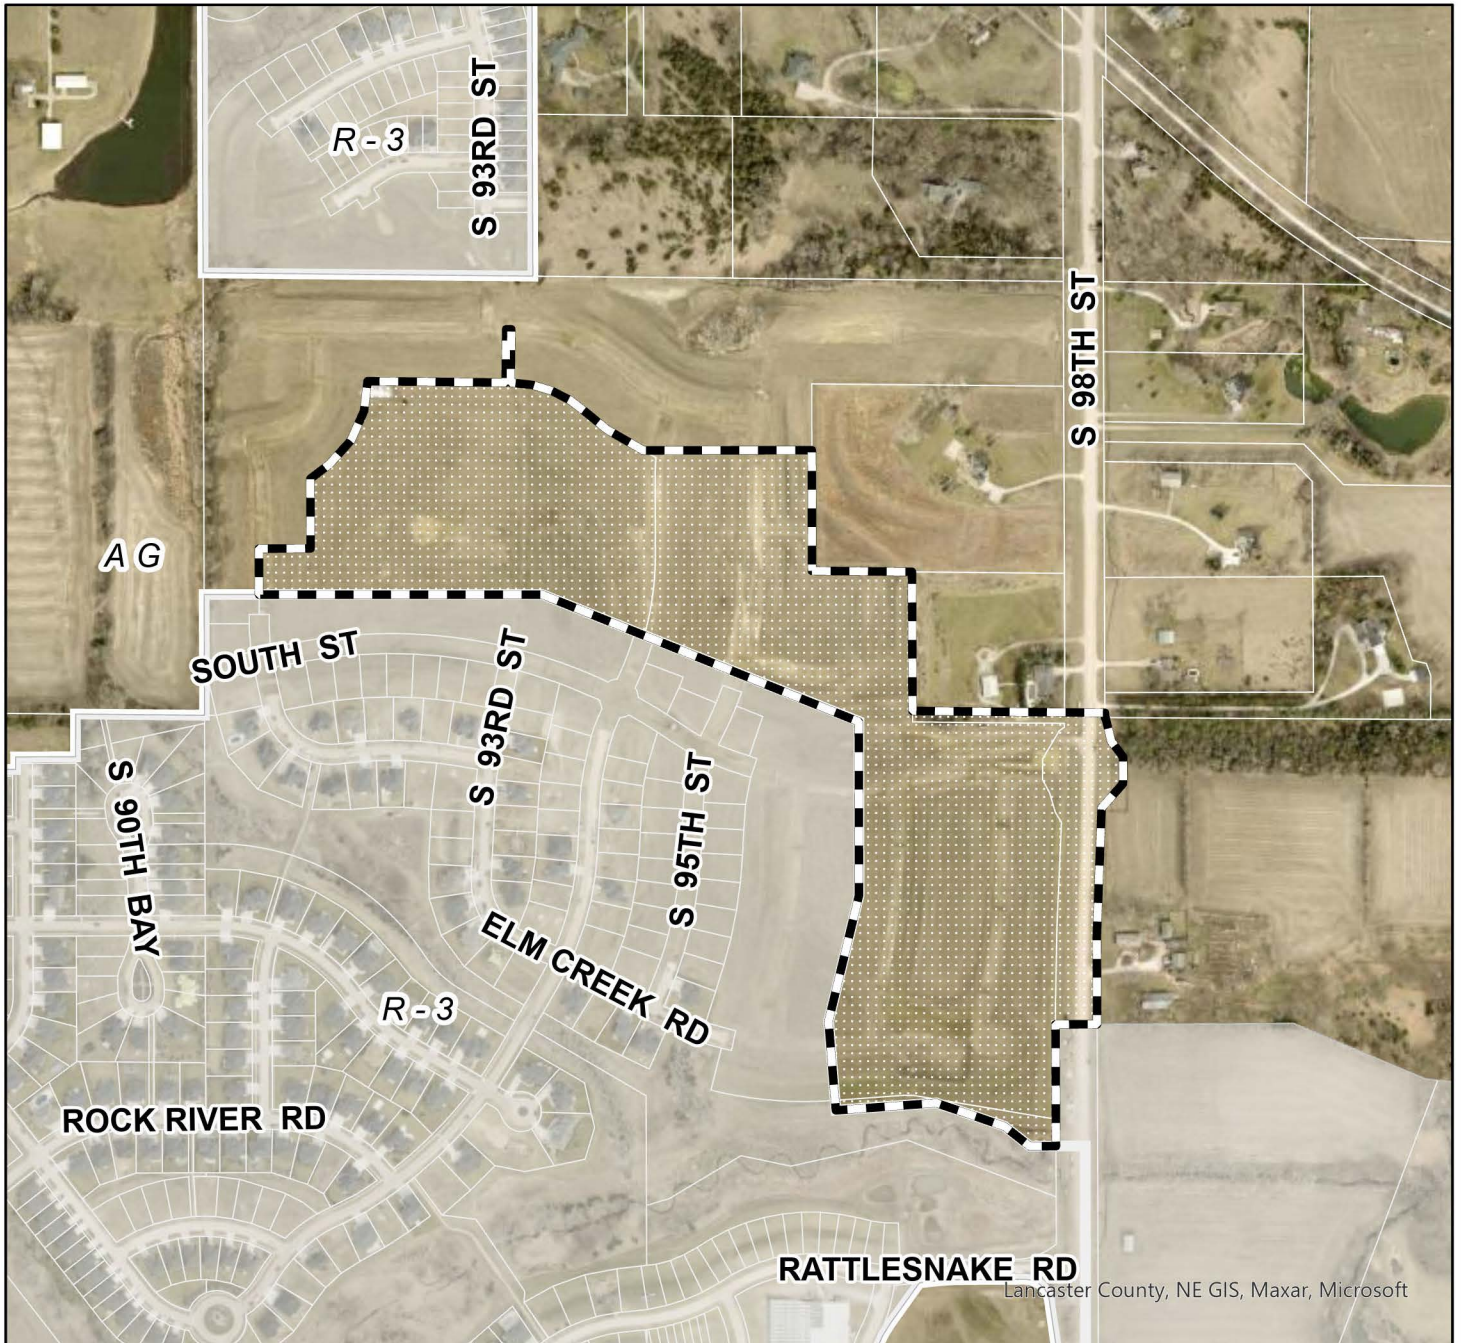 S 93RD ST
R - 3
S 98TH ST
A G
SOUTH ST
S 93RD ST
S 90TH BAY
S 95TH ST
ELM CREEK RD
R - 3
ROCK RIVER RD
RATTLESNAKE RD
Lancaster County, NE GIS, Maxar, Microsoft